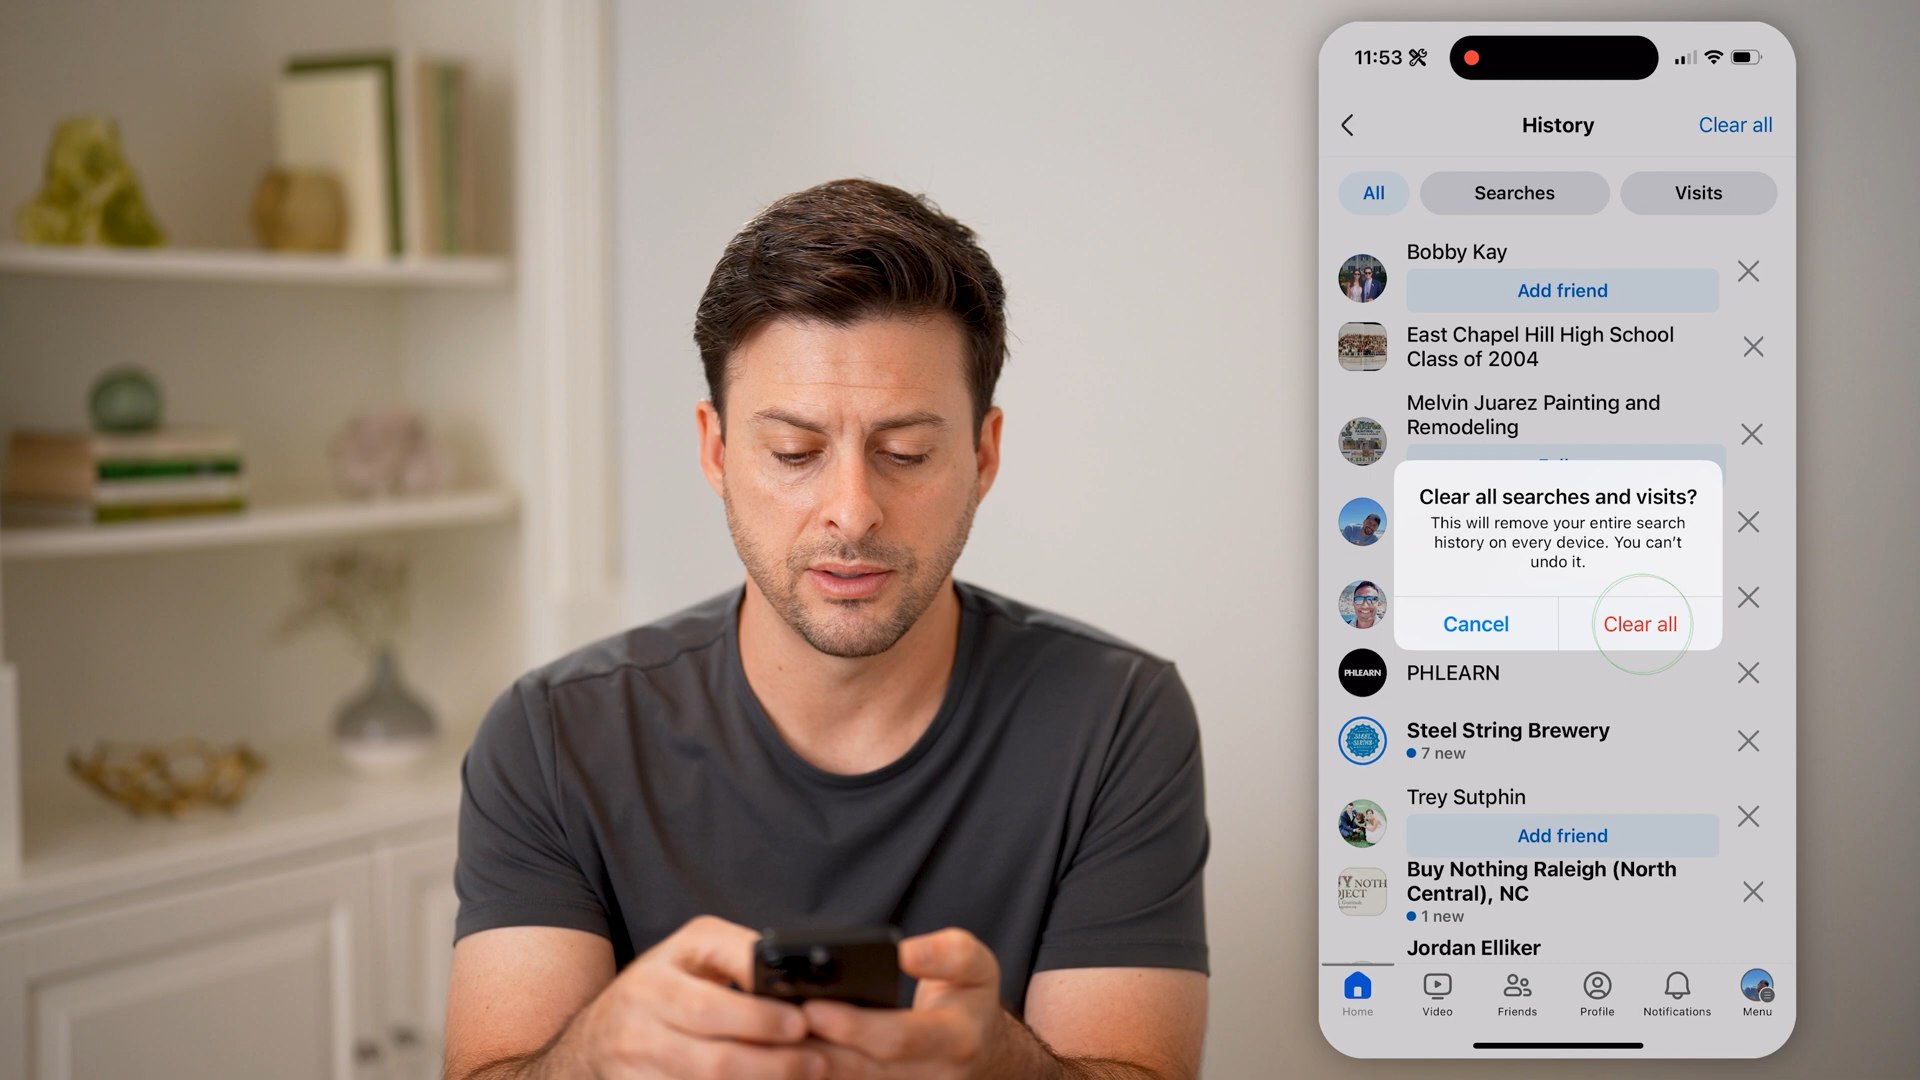 11:53
History
Clear all
All
Searches
Visits
Bobby Kay
Add friend
East Chapel Hill High School
Class of 2004
Melvin Juarez Painting and
Remodeling
Clear all searches and visits?
This will remove your entire search
history on every device. You can't
undo it.
Cancel
Clear all
PHLEARN
PHLEARN
Steel String Brewery
7 new
Trey Sutphin
Add friend
Buy Nothing Raleigh (North
Central), NC
1 new
Jordan Elliker
Home
Video
Friends
Profile
Notifications
Menu